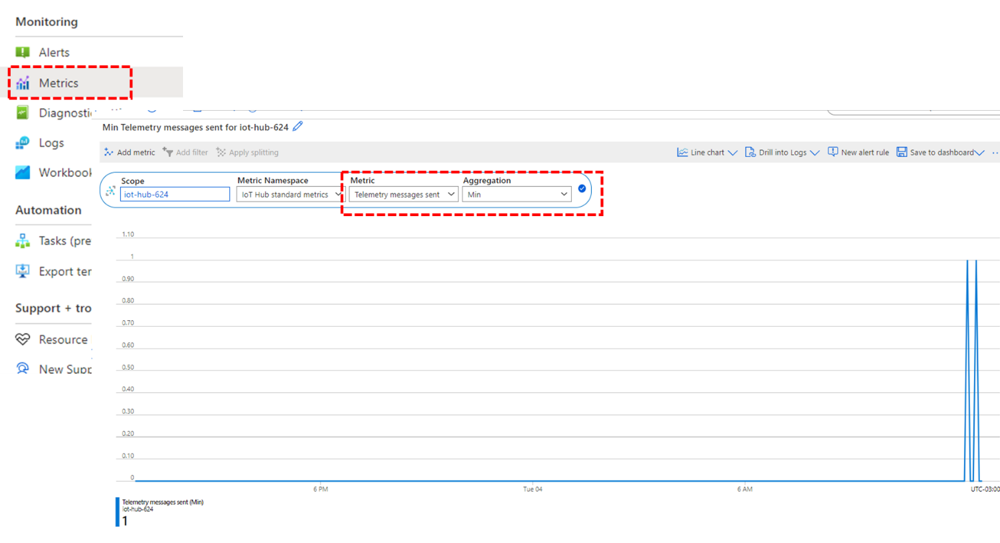 Monitoring
Alerts
Metrics
Diagnostic
Logs
Workbook
Automation
Tasks (pre
Export ter
Support + tro
Resource
New Supp
Min Telemetry messages sent for iot-hub-624
Add metric Add filter Apply splitting Line chart Drill into Logs New alert rule Save to dashboard ..
Scope Metric Namespace Metric Aggregation
iot-hub-624 IoT Hub standard metrics Telemetry messages sent Min
1.10
1
0.90
0.80
0.70
0.60
0.50
0.40
0.30
0.20
0.10
0
6 PM Tue 04 6 AM UTC-03:00
Telemetry messages sent (Min)
iot-hub-624
1